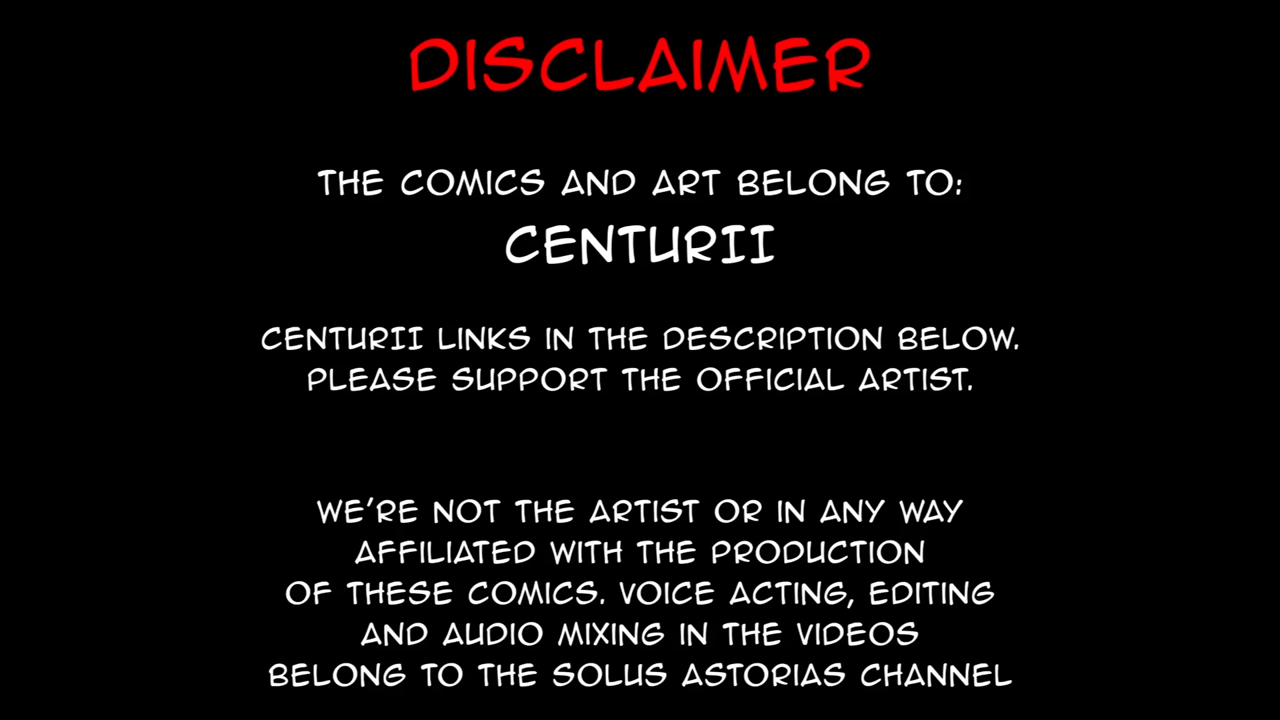 DISCLAIMER
THE COMICS AND ART BELONG TO:
CENTURII
CENTURII LINKS IN THE DESCRIPTION BELOW.
PLEASE SUPPORT THE OFFICIAL ARTIST.
WE'RE NOT THE ARTIST OR IN ANY WAY
AFFILIATED WITH THE PRODUCTION
OF THESE COMICS. VOICE ACTING, EDITING
AND AUDIO MIXING IN THE VIDEOS
BELONG TO THE SOLUS ASTORIAS CHANNEL